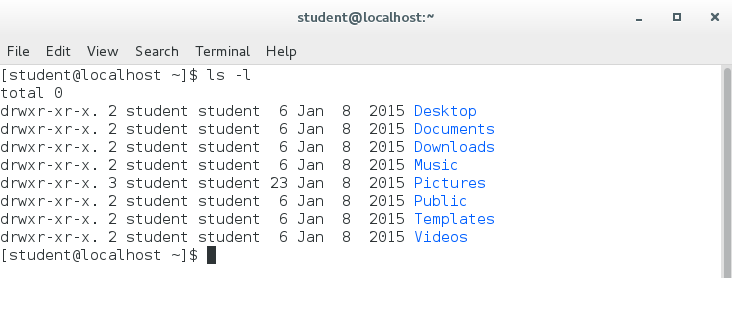 student@localhost:~
File Edit View Search Terminal Help
[student@localhost ~]$ ls -l
total 0
drwxr-xr-x. 2 student student  6 Jan  8  2015 Desktop
drwxr-xr-x. 2 student student  6 Jan  8  2015 Documents
drwxr-xr-x. 2 student student  6 Jan  8  2015 Downloads
drwxr-xr-x. 2 student student  6 Jan  8  2015 Music
drwxr-xr-x. 3 student student 23 Jan  8  2015 Pictures
drwxr-xr-x. 2 student student  6 Jan  8  2015 Public
drwxr-xr-x. 2 student student  6 Jan  8  2015 Templates
drwxr-xr-x. 2 student student  6 Jan  8  2015 Videos
[student@localhost ~]$